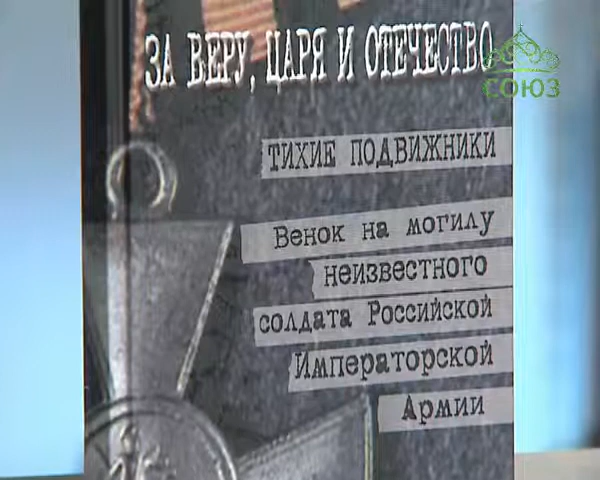 ЗА ВЕРУ, ЦАРЯ И ОТЕЧЕСТВО
СОЮЗ
ТИХИЕ ПОДВИЖНИКИ
Венок на могилу
неизвестного
солдата Российской
Императорской
Армии